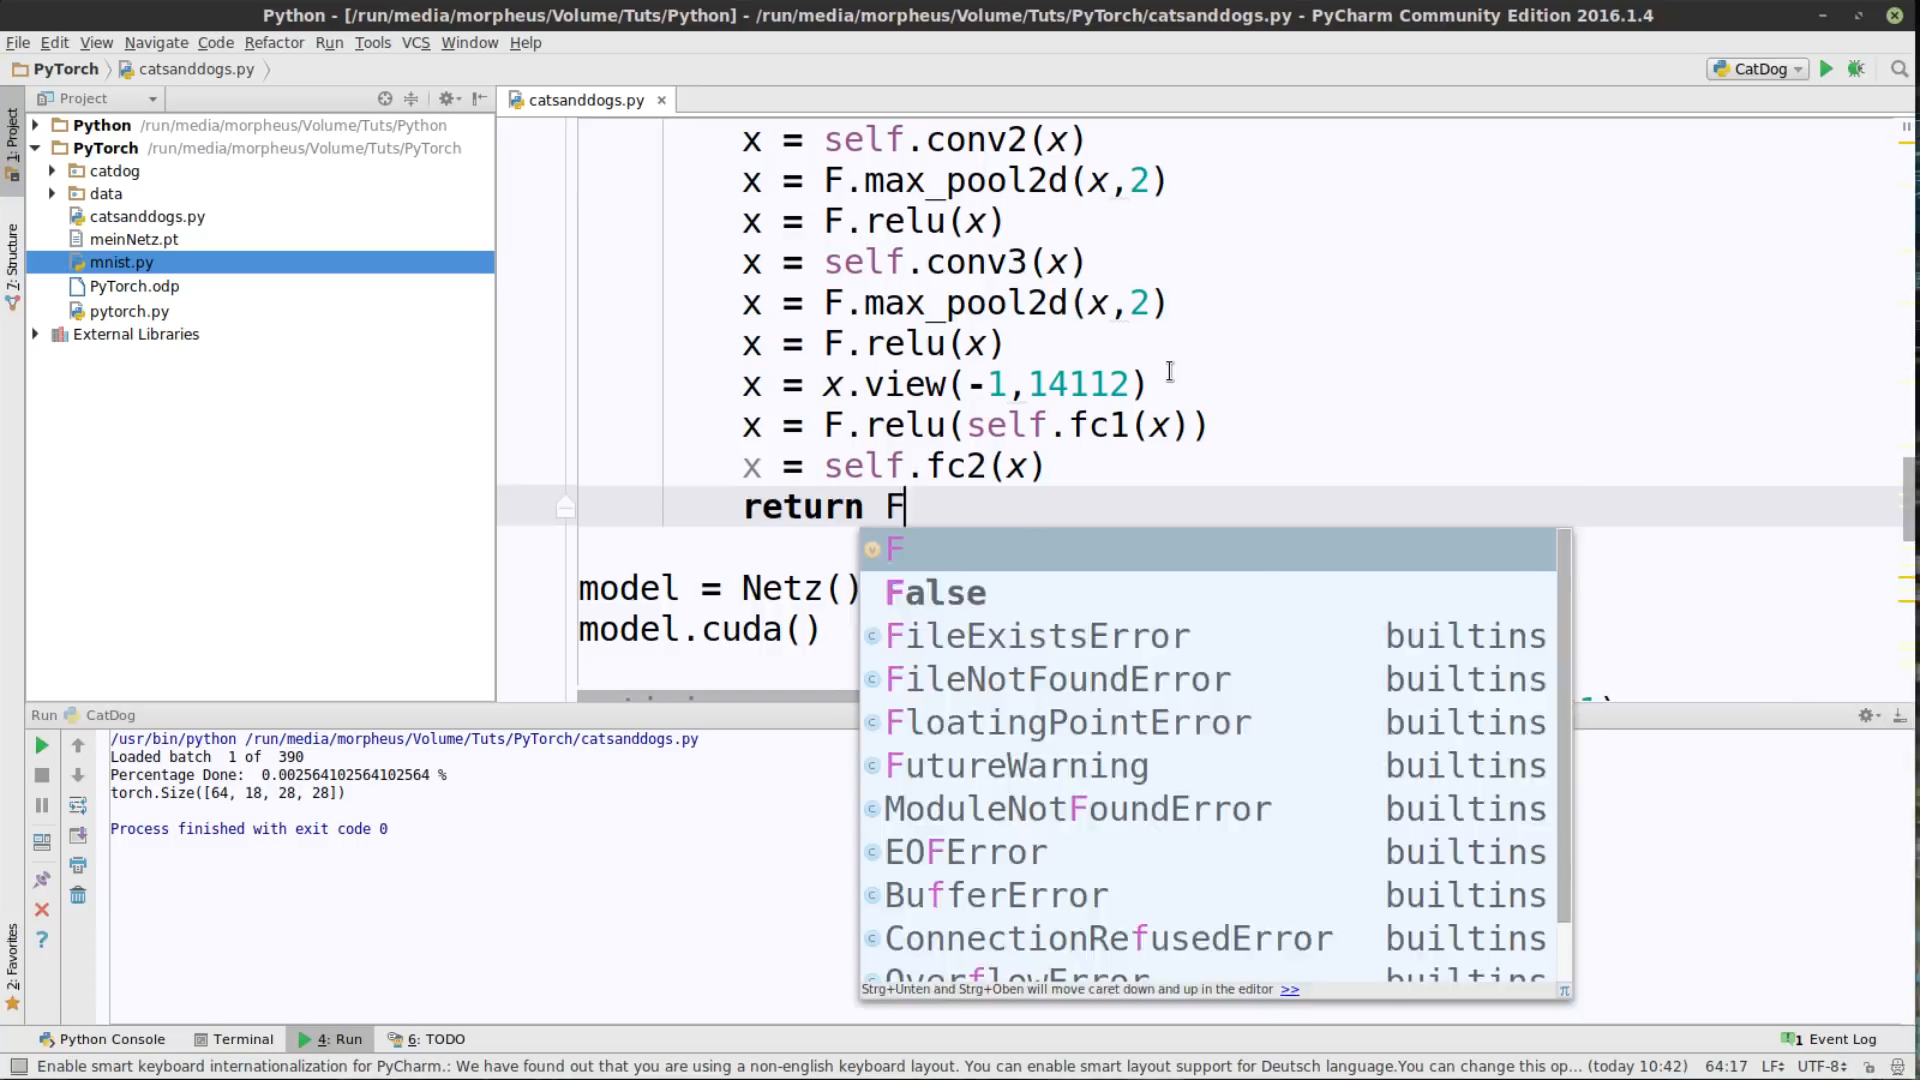 Python - [/run/media/morpheus/Volume/Tuts/Python] - /run/media/morpheus/Volume/Tuts/PyTorch/catsanddogs.py - PyCharm Community Edition 2016.1.4
File Edit View Navigate Code Refactor Run Tools VCS Window Help
PyTorch catsanddogs.py
CatDog
Project
catsanddogs.py
1: Project
7: Structure
2: Favorites
Python /run/media/morpheus/Volume/Tuts/Python
PyTorch /run/media/morpheus/Volume/Tuts/PyTorch
catdog
data
catsanddogs.py
meinNetz.pt
mnist.py
PyTorch.odp
pytorch.py
External Libraries
x = self.conv2(x)
x = F.max_pool2d(x,2)
x = F.relu(x)
x = self.conv3(x)
x = F.max_pool2d(x,2)
x = F.relu(x)
x = x.view(-1,14112)
x = F.relu(self.fc1(x))
x = self.fc2(x)
return F
model = Netz()
model.cuda()
F
False
FileExistsError builtins
FileNotFoundError builtins
FloatingPointError builtins
FutureWarning builtins
ModuleNotFoundError builtins
EOFError builtins
BufferError builtins
ConnectionRefusedError builtins
OverflowError builtins
Strg+Unten and Strg+Oben will move caret down and up in the editor >>
π
Run CatDog
/usr/bin/python /run/media/morpheus/Volume/Tuts/PyTorch/catsanddogs.py
Loaded batch 1 of 390
Percentage Done: 0.002564102564102564 %
torch.Size([64, 18, 28, 28])
Process finished with exit code 0
Python Console Terminal 4: Run 6: TODO
1 Event Log
Enable smart keyboard internationalization for PyCharm.: We have found out that you are using a non-english keyboard layout. You can enable smart layout support for Deutsch language.You can change this op... (today 10:42) 64:17 LF UTF-8